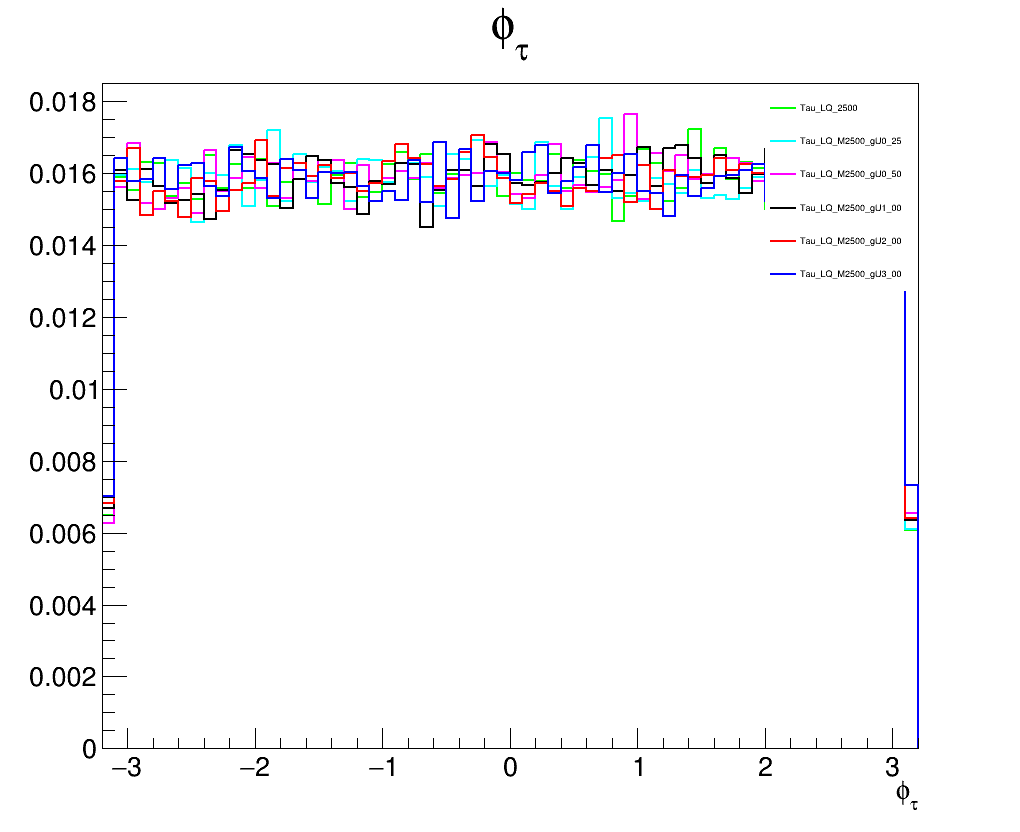 ϕτ
0.018
0.016
0.014
0.012
0.01
0.008
0.006
0.004
0.002
0
Tau_LQ_2500
Tau_LQ_M2500_gU0_25
Tau_LQ_M2500_gU0_50
Tau_LQ_M2500_gU1_00
Tau_LQ_M2500_gU2_00
Tau_LQ_M2500_gU3_00
−3 −2 −1 0 1 2 3
ϕτ